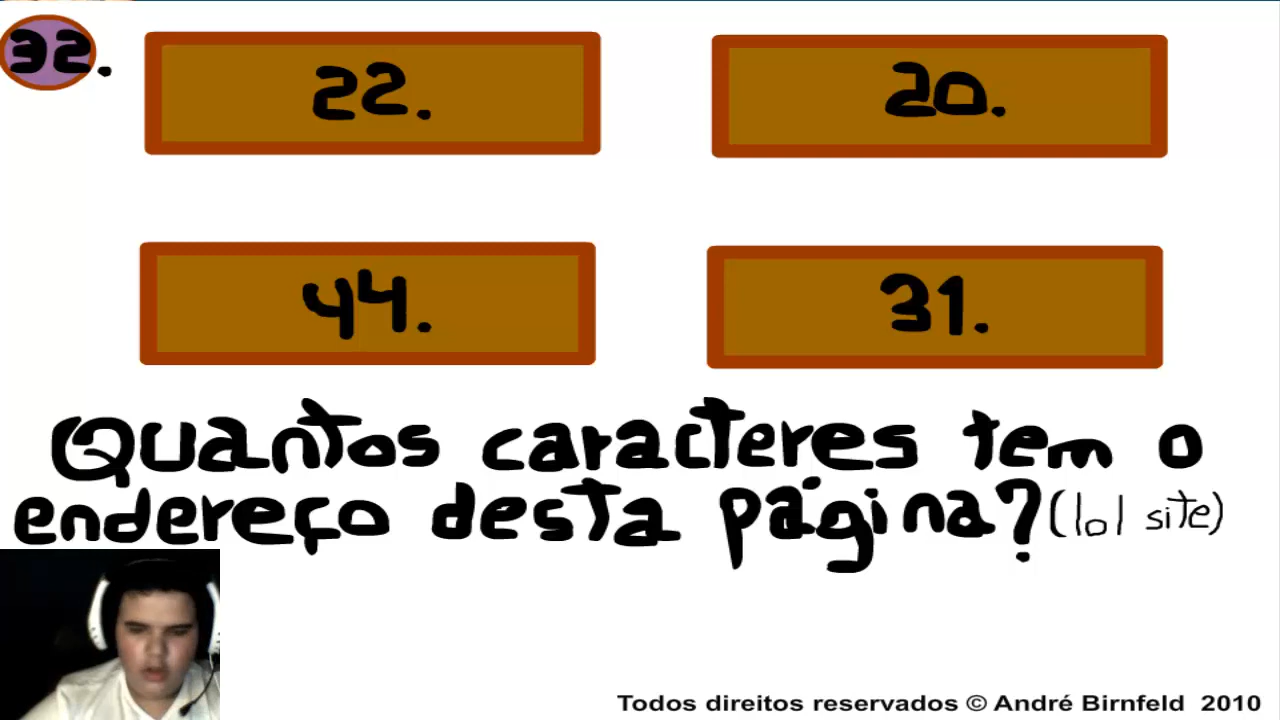 32.
22.
20.
44.
31.
Quantos caracteres tem o
endereço desta página? (lol site)
Todos direitos reservados © André Birnfeld 2010